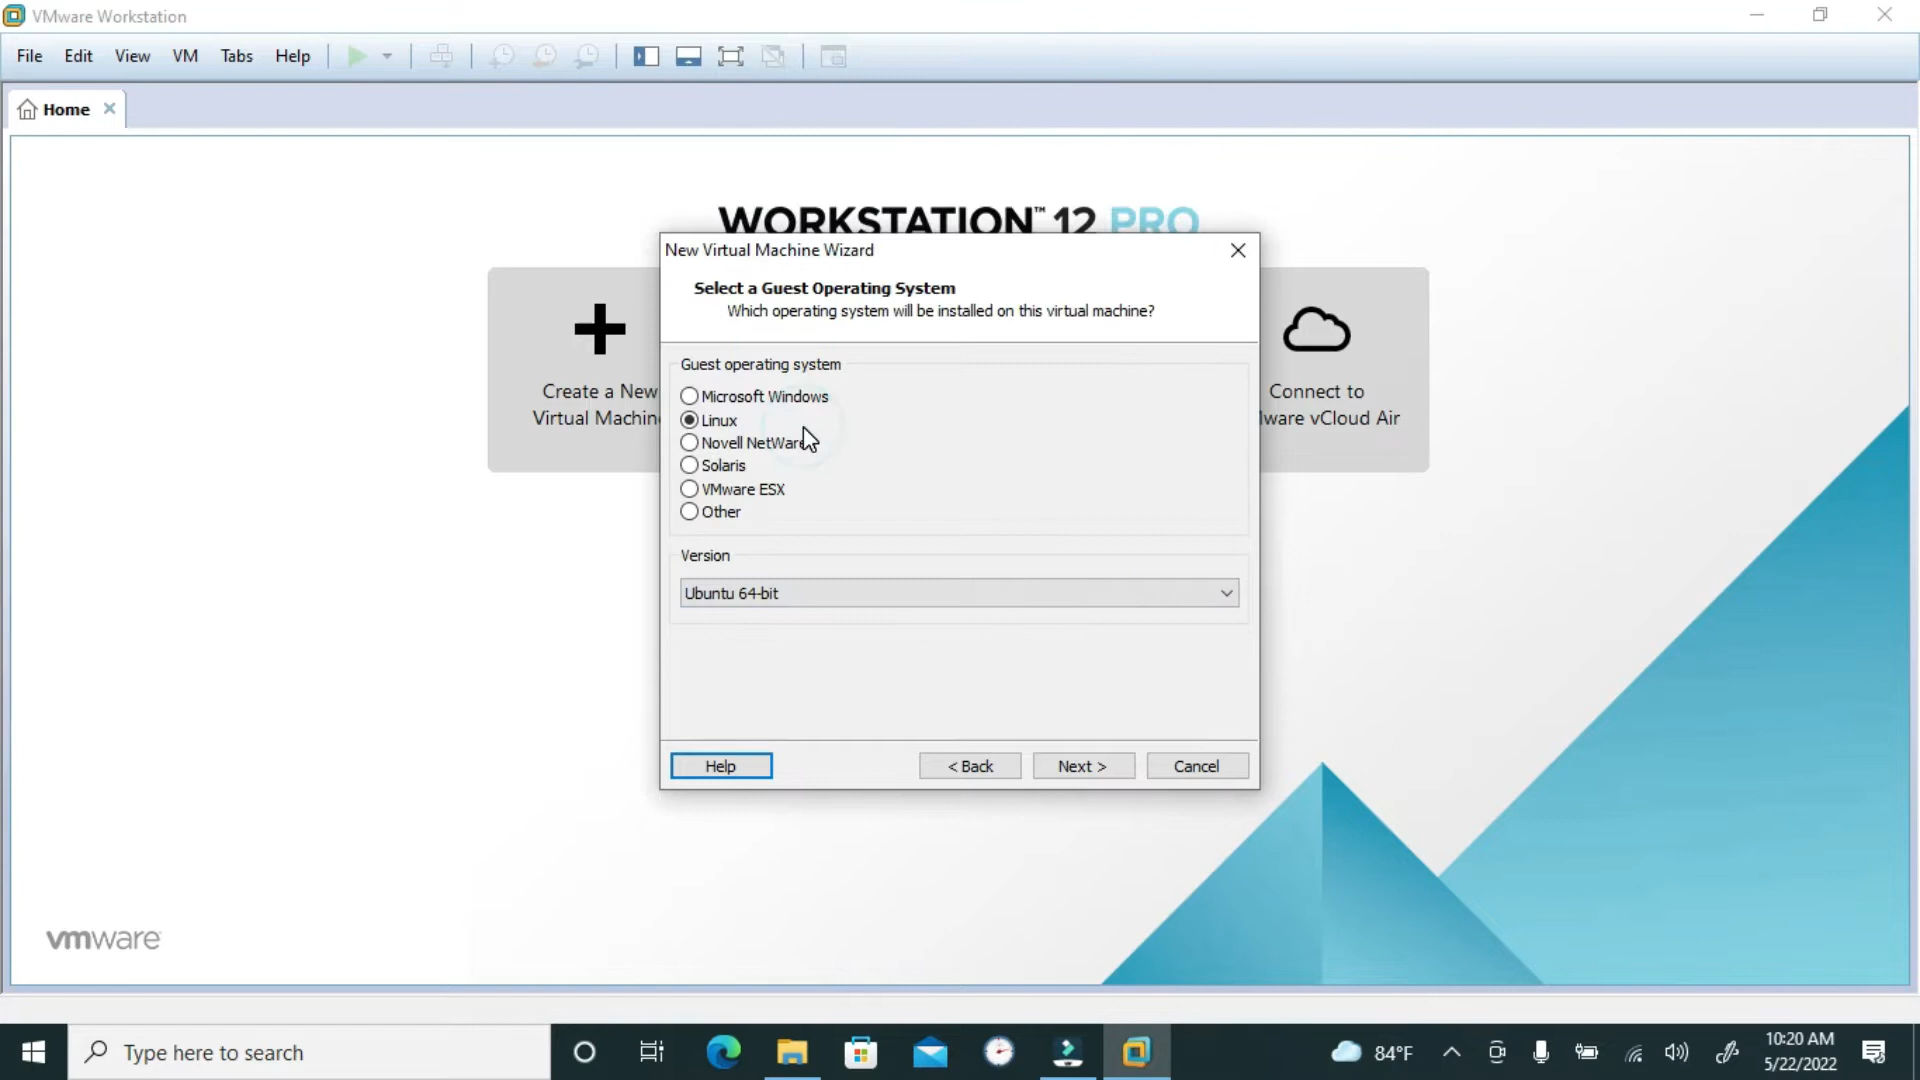 VMware Workstation
File Edit View VM Tabs Help
Home
WORKSTATION™ 12 PRO
New Virtual Machine Wizard
Select a Guest Operating System
Which operating system will be installed on this virtual machine?
Create a New
Virtual Machin
Connect to
ware vCloud Air
Guest operating system
Microsoft Windows
Linux
Novell NetWare
Solaris
VMware ESX
Other
Version
Ubuntu 64-bit
Help
< Back
Next >
Cancel
vmware
Type here to search
84°F
10:20 AM
5/22/2022